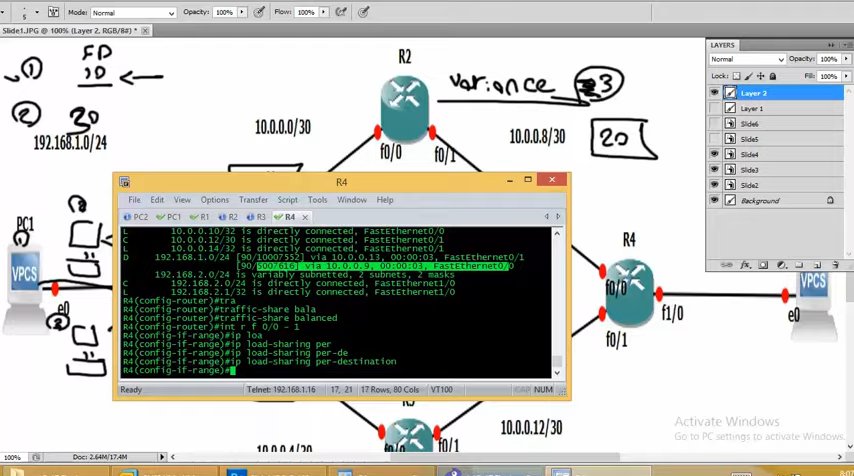 Mode: Normal Opacity: 100% Flow: 100%
5
Slide1.JPG @ 100% (Layer 2, RGB/8#) *
FD
1
2
30
192.168.1.0/24
R2
variance 3
20
10.0.0.0/30
10.0.0.8/30
f0/0
f0/1
LAYERS
Normal Opacity: 100%
Lock: Fill: 100%
Layer 2
Layer 1
Slide6
Slide5
Slide4
Slide3
Slide2
Background
R4
File Edit View Options Transfer Script Tools Window Help
PC2 PC1 R1 R2 R3 R4
L 10.0.0.10/32 is directly connected, FastEthernet0/0
C 10.0.0.12/30 is directly connected, FastEthernet0/1
L 10.0.0.14/32 is directly connected, FastEthernet0/1
D 192.168.1.0/24 [90/10007552] via 10.0.0.13, 00:00:03, FastEthernet0/1
[90/5007616] via 10.0.0.9, 00:00:03, FastEthernet0/0
192.168.2.0/24 is variably subnetted, 2 subnets, 2 masks
C 192.168.2.0/24 is directly connected, FastEthernet1/0
L 192.168.2.1/32 is directly connected, FastEthernet1/0
R4(config-router)#tra
R4(config-router)#traffic-share bala
R4(config-router)#traffic-share balanced
R4(config-router)#int r f 0/0 - 1
R4(config-if-range)#ip loa
R4(config-if-range)#ip load-sharing per
R4(config-if-range)#ip load-sharing per-de
R4(config-if-range)#ip load-sharing per-destination
R4(config-if-range)#
Ready Telnet: 192.168.1.16 17, 21 17 Rows, 80 Cols VT100 CAP NUM
PC1
VPCS
e0
R4
f0/0
f1/0
f0/1
e0
VPCS
10.0.0.12/30
f0/1
10.0.0.4/30
Activate Windows
Go to PC settings to activate Windows.
100% Doc: 2.64M/17.4M